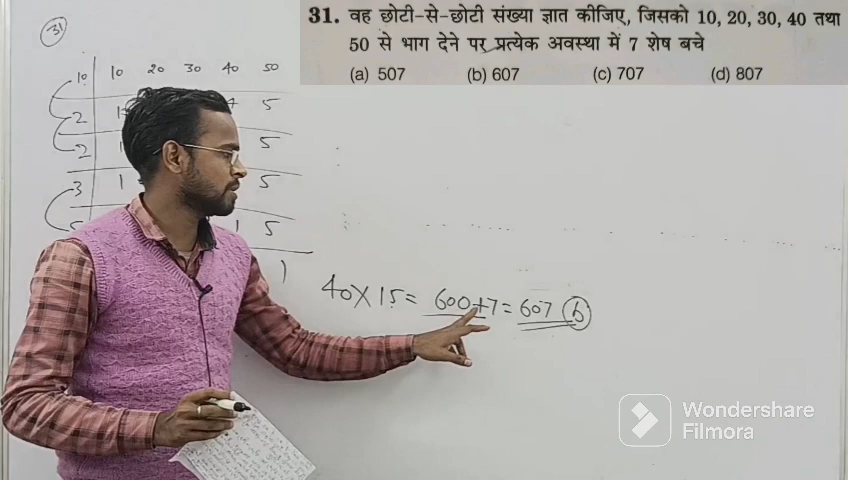 31. वह छोटी-से-छोटी संख्या ज्ञात कीजिए, जिसको 10, 20, 30, 40 तथा
50 से भाग देने पर प्रत्येक अवस्था में 7 शेष बचे
(a) 507 (b) 607 (c) 707 (d) 807
31
10 10 20 30 40 50
2 5
2 5
3 1 5
5 1 5
1
40 X 15 = 600+7 = 607 b
Wondershare
Filmora